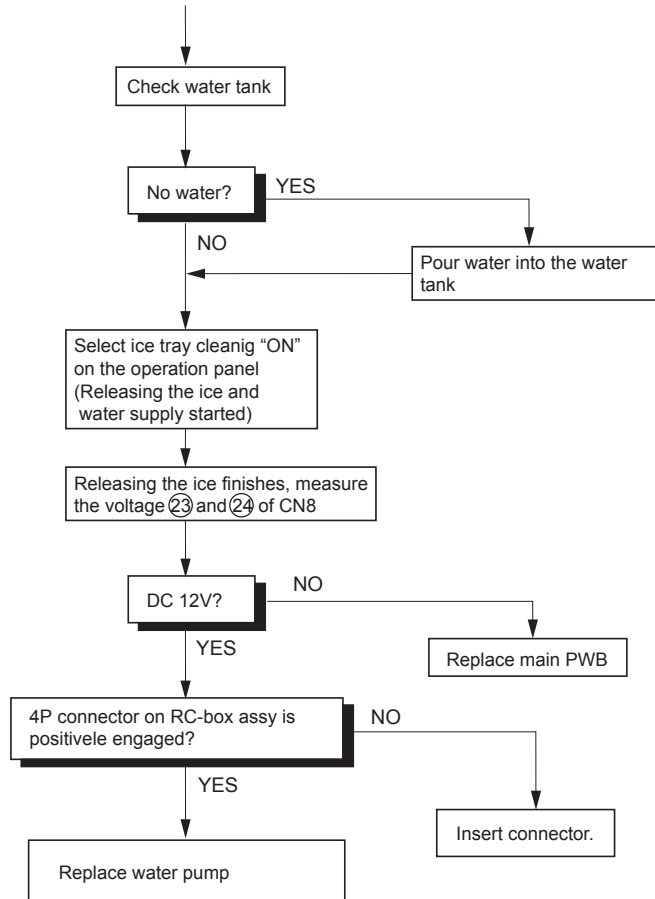 Check water tank
No water?
YES
NO
Pour water into the water
tank
Select ice tray cleanig “ON”
on the operation panel
(Releasing the ice and
water supply started)
Releasing the ice finishes, measure
the voltage ㉓ and ㉔ of CN8
DC 12V?
NO
YES
Replace main PWB
4P connector on RC-box assy is
positivele engaged?
NO
YES
Insert connector.
Replace water pump